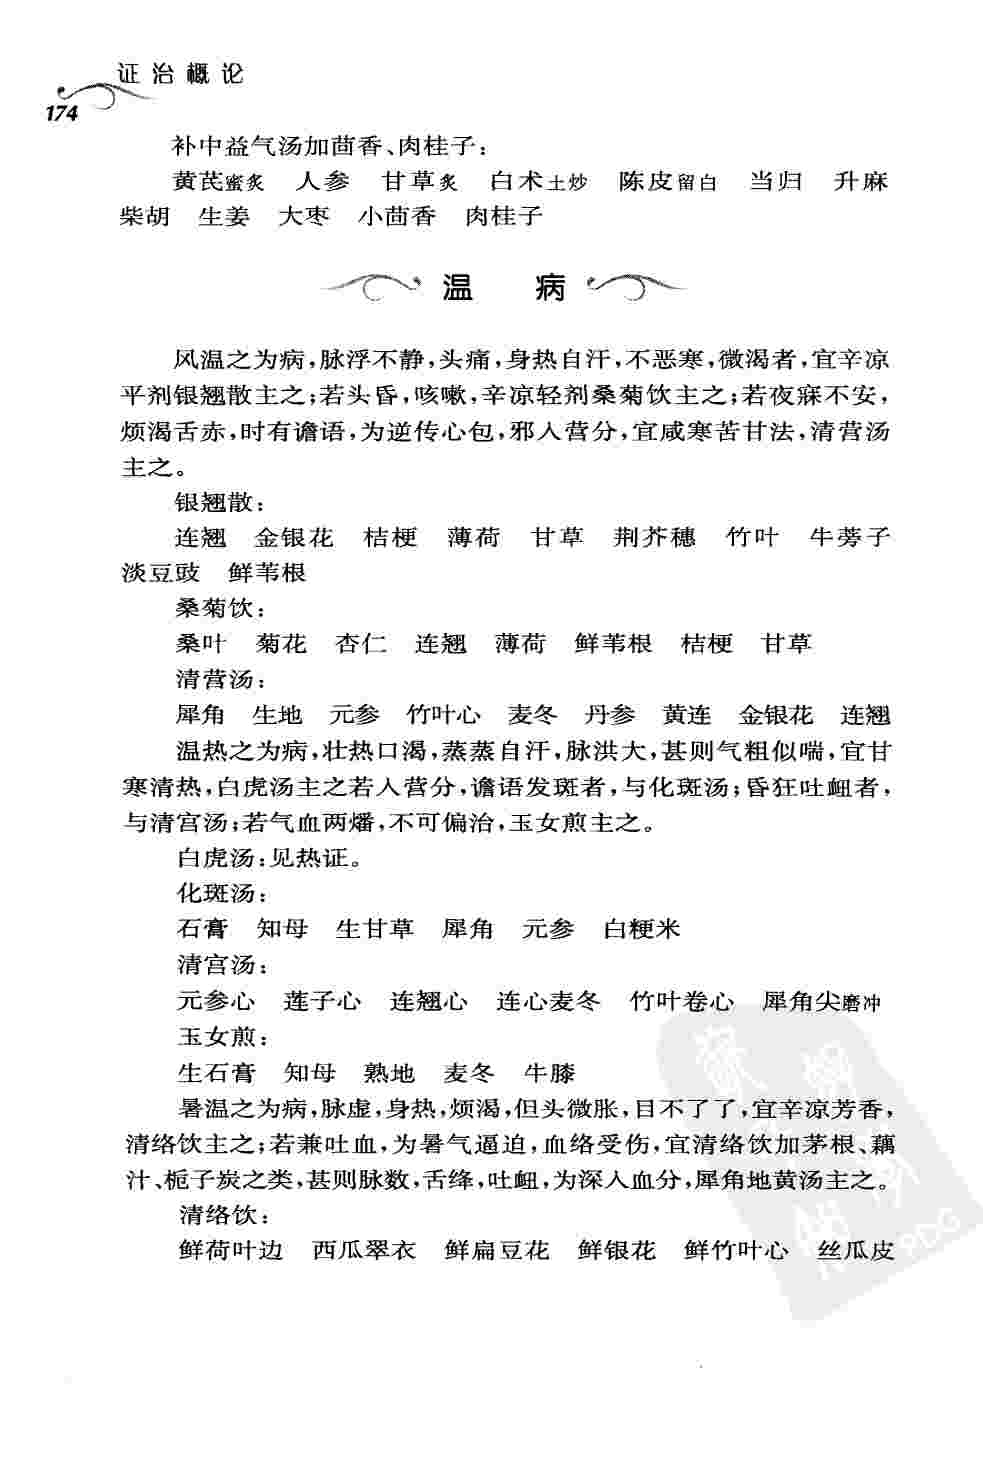 证治概论
174
补中益气汤加茴香、肉桂子:
黄芪蜜炙 人参 甘草炙 白术土炒 陈皮留白 当归 升麻
柴胡 生姜 大枣 小茴香 肉桂子
温 病
风温之为病,脉浮不静,头痛,身热自汗,不恶寒,微渴者,宜辛凉
平剂银翘散主之;若头昏,咳嗽,辛凉轻剂桑菊饮主之;若夜寐不安,
烦渴舌赤,时有谵语,为逆传心包,邪入营分,宜咸寒苦甘法,清营汤
主之。
银翘散:
连翘 金银花 桔梗 薄荷 甘草 荆芥穗 竹叶 牛蒡子
淡豆豉 鲜苇根
桑菊饮:
桑叶 菊花 杏仁 连翘 薄荷 鲜苇根 桔梗 甘草
清营汤:
犀角 生地 元参 竹叶心 麦冬 丹参 黄连 金银花 连翘
温热之为病,壮热口渴,蒸蒸自汗,脉洪大,甚则气粗似喘,宜甘
寒清热,白虎汤主之若入营分,谵语发斑者,与化斑汤;昏狂吐衄者,
与清宫汤;若气血两燔,不可偏治,玉女煎主之。
白虎汤:见热证。
化斑汤:
石膏 知母 生甘草 犀角 元参 白粳米
清宫汤:
元参心 莲子心 连翘心 连心麦冬 竹叶卷心 犀角尖磨冲
玉女煎:
生石膏 知母 熟地 麦冬 牛膝
暑温之为病,脉虚,身热,烦渴,但头微胀,目不了了,宜辛凉芳香,
清络饮主之;若兼吐血,为暑气逼迫,血络受伤,宜清络饮加茅根、藕
汁、栀子炭之类,甚则脉数,舌绛,吐衄,为深入血分,犀角地黄汤主之。
清络饮:
鲜荷叶边 西瓜翠衣 鲜扁豆花 鲜银花 鲜竹叶心 丝瓜皮
PDG